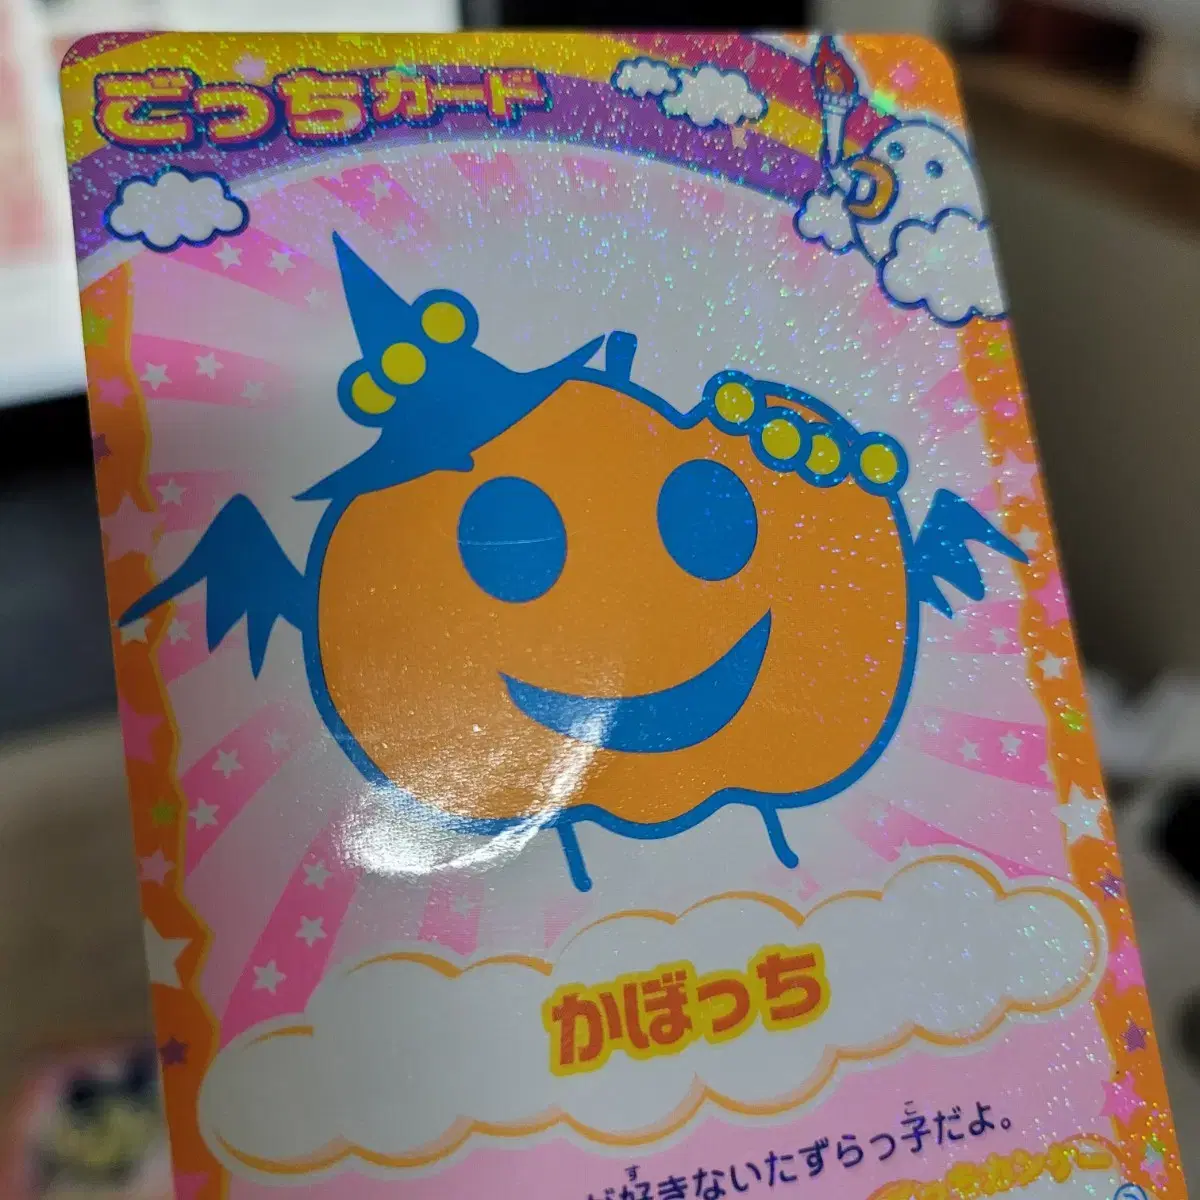 ごっちカード
かぼっち
好きないたずらっ子だよ。